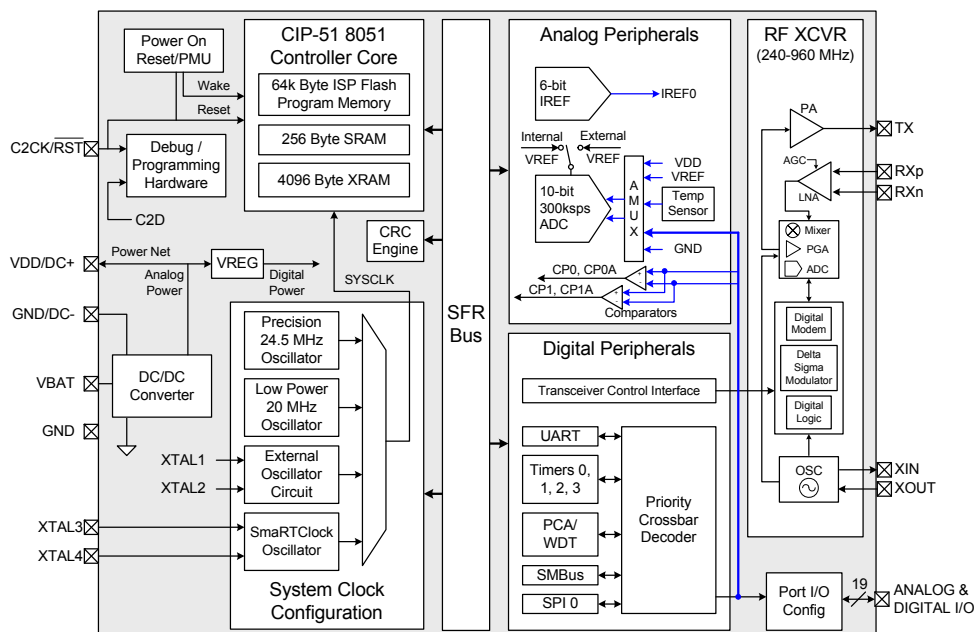 Power On
Reset/PMU
Wake
Reset
C2CK/RST
Debug /
Programming
Hardware
C2D
VDD/DC+
Power Net
Analog
Power
VREG
Digital
Power
GND/DC-
DC/DC
Converter
VBAT
GND
XTAL1
XTAL2
XTAL3
XTAL4
CIP-51 8051
Controller Core
64k Byte ISP Flash
Program Memory
256 Byte SRAM
4096 Byte XRAM
CRC
Engine
SYSCLK
Precision
24.5 MHz
Oscillator
Low Power
20 MHz
Oscillator
External
Oscillator
Circuit
SmaRTClock
Oscillator
System Clock
Configuration
SFR
Bus
Analog Peripherals
6-bit
IREF
IREF0
Internal
VREF
External
VREF
10-bit
300ksps
ADC
A
M
U
X
VDD
VREF
Temp
Sensor
GND
CP0, CP0A
+
-
CP1, CP1A
+
-
Comparators
Digital Peripherals
Transceiver Control Interface
UART
Timers 0,
1, 2, 3
PCA/
WDT
SMBus
SPI 0
Priority
Crossbar
Decoder
RF XCVR
(240-960 MHz)
PA
TX
AGC
LNA
RXp
RXn
Mixer
PGA
ADC
Digital
Modem
Delta
Sigma
Modulator
Digital
Logic
OSC
XIN
XOUT
Port I/O
Config
19
ANALOG &
DIGITAL I/O